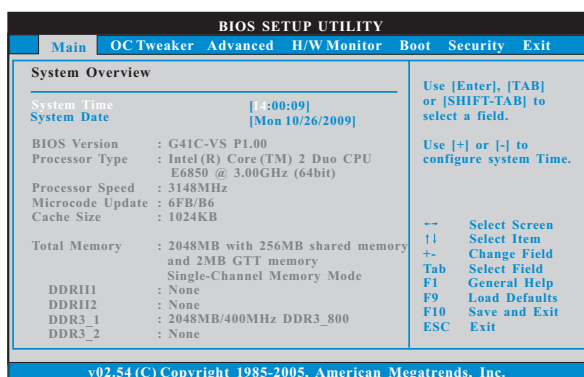 BIOS SETUP UTILITY
Main OC Tweaker Advanced H/W Monitor Boot Security Exit
System Overview
System Time [14:00:09]
System Date [Mon 10/26/2009]
BIOS Version : G41C-VS P1.00
Processor Type : Intel (R) Core (TM) 2 Duo CPU
E6850 @ 3.00GHz (64bit)
Processor Speed : 3148MHz
Microcode Update : 6FB/B6
Cache Size : 1024KB
Total Memory : 2048MB with 256MB shared memory
and 2MB GTT memory
Single-Channel Memory Mode
DDRII1 : None
DDRII2 : None
DDR3_1 : 2048MB/400MHz DDR3_800
DDR3_2 : None
Use [Enter], [TAB]
or [SHIFT-TAB] to
select a field.
Use [+] or [-] to
configure system Time.
←→ Select Screen
↑↓ Select Item
+- Change Field
Tab Select Field
F1 General Help
F9 Load Defaults
F10 Save and Exit
ESC Exit
v02.54 (C) Copyright 1985-2005, American Megatrends, Inc.